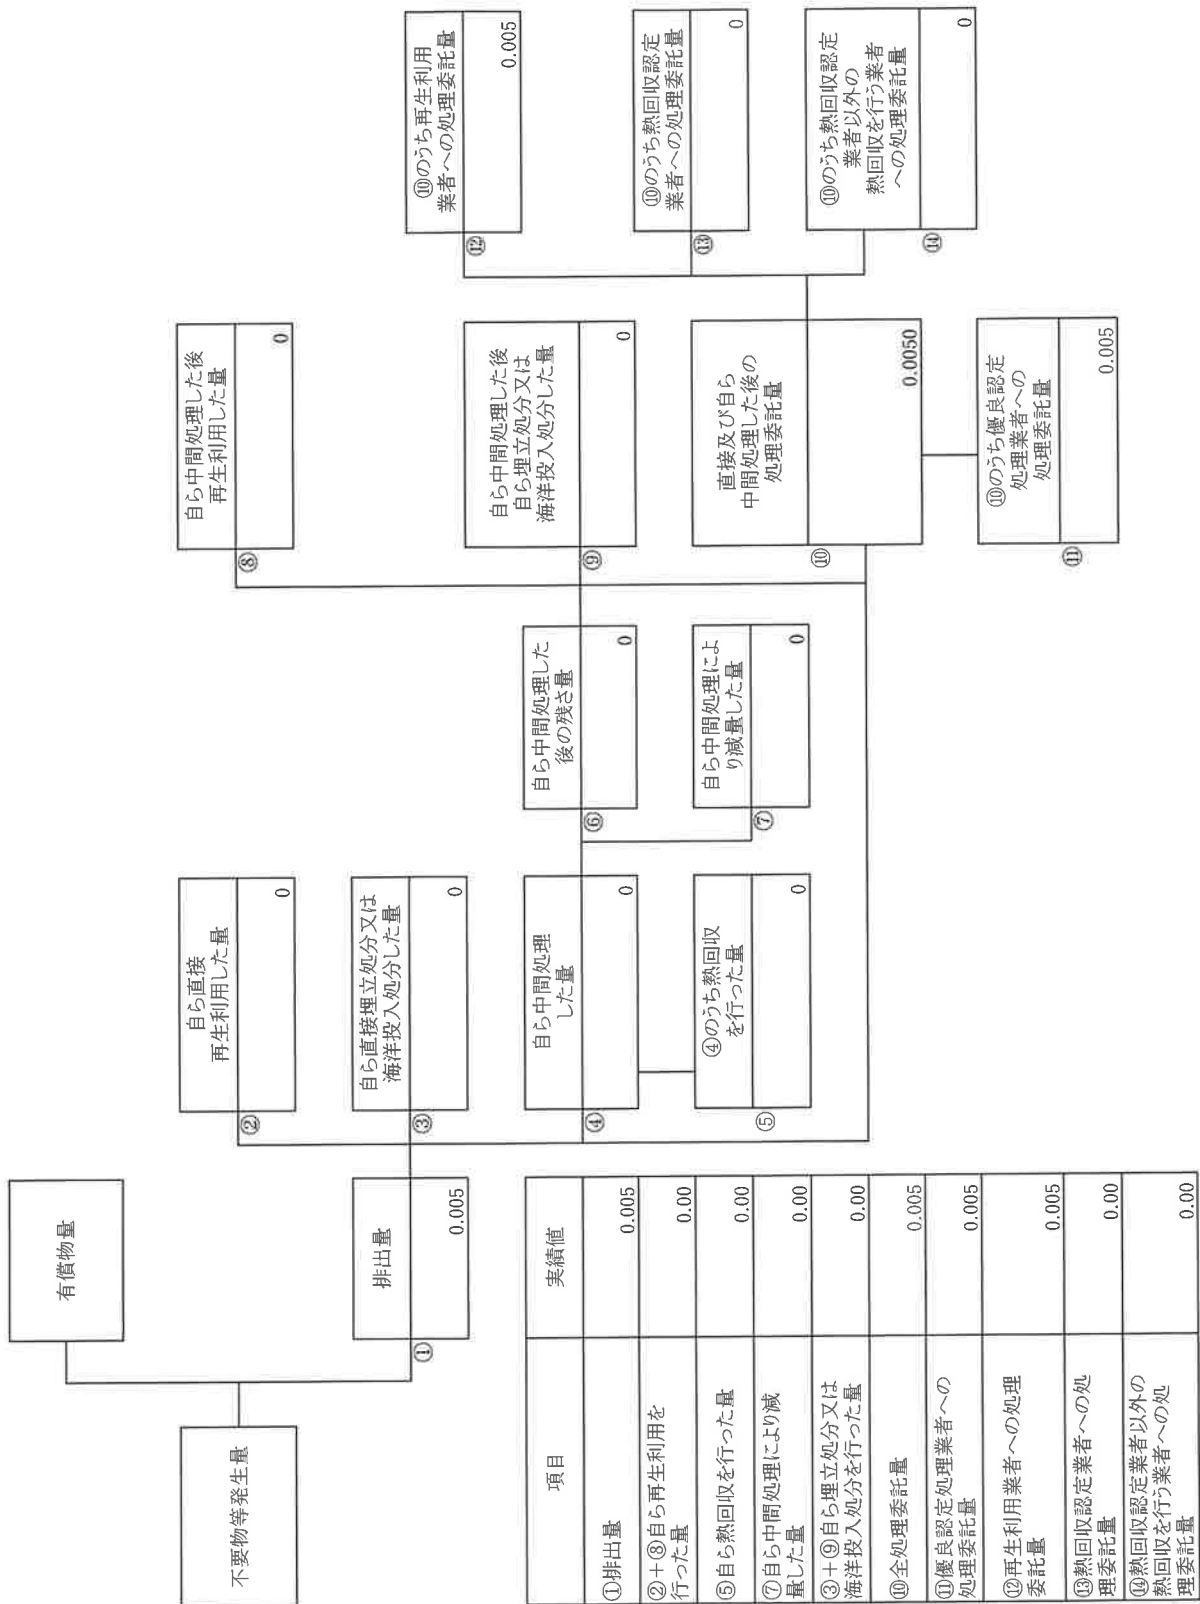 不要物等発生量
有償物量
①
排出量
0.005
②
自ら直接
再生利用した量
0
③
自ら直接埋立処分又は
海洋投入処分した量
0
④
自ら中間処理
した量
0
⑤
④のうち熱回収
を行った量
0
⑥
自ら中間処理した
後の残さ量
0
⑦
自ら中間処理によ
り減量した量
0
⑧
自ら中間処理した後
再生利用した量
0
⑨
自ら中間処理した後
自ら埋立処分又は
海洋投入処分した量
0
⑩
直接及び自ら
中間処理した後の
処理委託量
0.0050
⑪
⑩のうち優良認定
処理業者への
処理委託量
0.005
⑫
⑩のうち再生利用
業者への処理委託量
0.005
⑬
⑩のうち熱回収認定
業者への処理委託量
0
⑭
⑩のうち熱回収認定
業者以外の
熱回収を行う業者
への処理委託量
0
項目 実績値
①排出量 0.005
②+⑧自ら再生利用を
行った量 0.00
⑤自ら熱回収を行った量 0.00
⑦自ら中間処理により減
量した量 0.00
③+⑨自ら埋立処分又は
海洋投入処分を行った量 0.00
⑩全処理委託量 0.005
⑪優良認定処理業者への
処理委託量 0.005
⑫再生利用業者への処理
委託量 0.005
⑬熱回収認定業者への処
理委託量 0.00
⑭熱回収認定業者以外の
熱回収を行う業者への処
理委託量 0.00